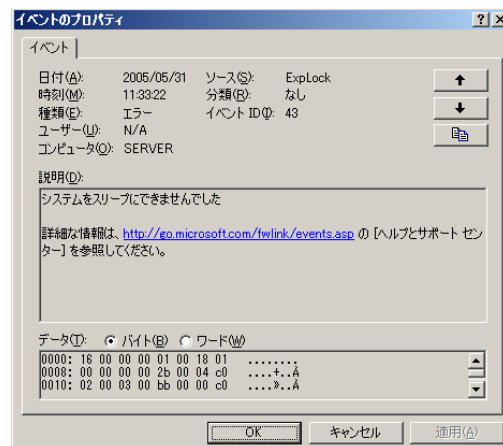 イベントのプロパティ
イベント
日付(A): 2005/05/31 ソース(S): ExpLock
時刻(M): 11:33:22 分類(R): なし
種類(E): エラー イベント ID(I): 43
ユーザー(U): N/A
コンピュータ(O): SERVER
説明(D):
システムをスリープにできませんでした
詳細な情報は、http://go.microsoft.com/fwlink/events.asp の [ヘルプとサポート セン
ター] を参照してください。
データ(T): バイト(B) ワード(W)
0000: 16 00 00 00 01 00 18 01 ........
0008: 00 00 00 00 2b 00 04 c0 ....+..À
0010: 02 00 03 00 bb 00 00 c0 ....»..À
OK キャンセル 適用(A)